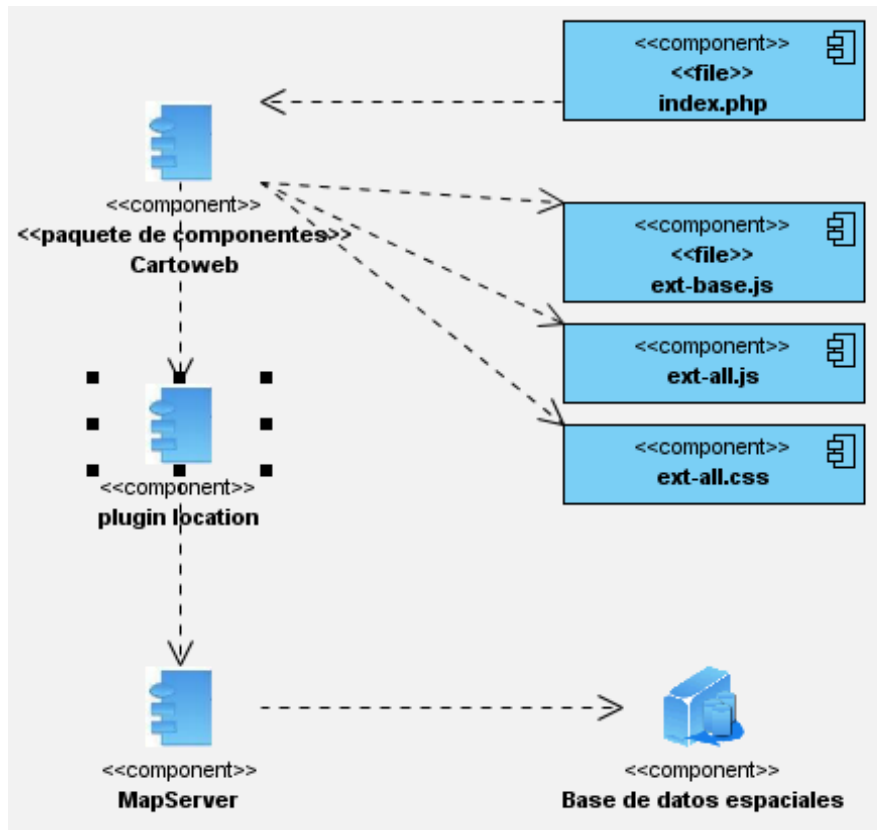 <<component>>
<<file>>
index.php
<<component>>
<<paquete de componentes>>
Cartoweb
<<component>>
<<file>>
ext-base.js
<<component>>
ext-all.js
<<component>>
ext-all.css
<<component>>
plugin location
<<component>>
MapServer
<<component>>
Base de datos espaciales